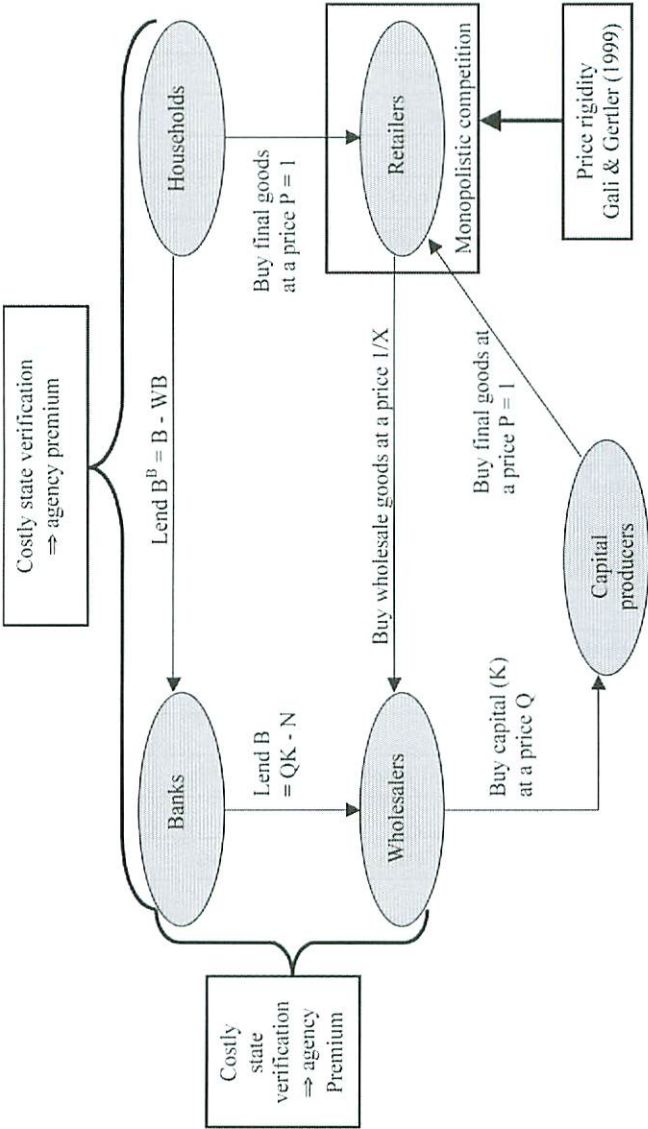 Costly state verification
⇒ agency premium
Costly
state
verification
⇒ agency
Premium
Banks
Lend B^B = B - WB
Households
Lend B
= QK - N
Buy final goods
at a price P = 1
Wholesalers
Buy wholesale goods at a price 1/X
Retailers
Monopolistic competition
Buy capital (K)
at a price Q
Buy final goods at
a price P = 1
Capital
producers
Price rigidity
Gali & Gertler (1999)